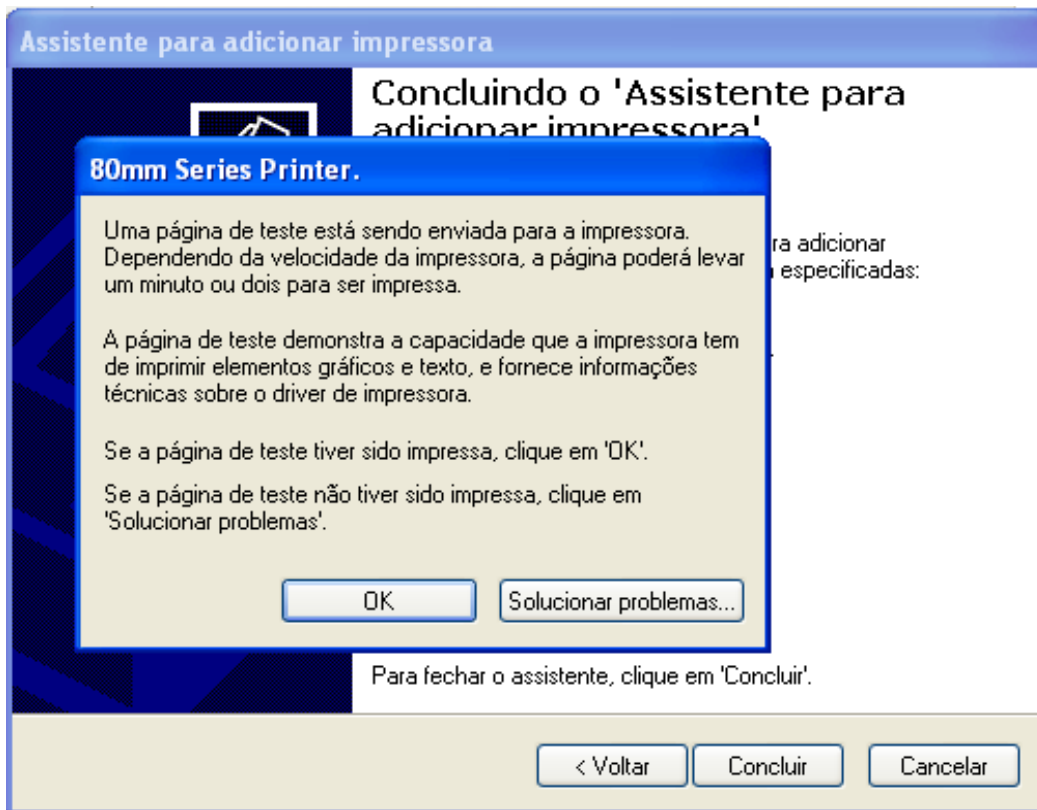 Assistente para adicionar impressora
Concluindo o 'Assistente para
adicionar impressora'
80mm Series Printer.
Uma página de teste está sendo enviada para a impressora.
Dependendo da velocidade da impressora, a página poderá levar
um minuto ou dois para ser impressa.
ra adicionar
especificadas:
A página de teste demonstra a capacidade que a impressora tem
de imprimir elementos gráficos e texto, e fornece informações
técnicas sobre o driver de impressora.
Se a página de teste tiver sido impressa, clique em 'OK'.
Se a página de teste não tiver sido impressa, clique em
'Solucionar problemas'.
OK
Solucionar problemas...
Para fechar o assistente, clique em 'Concluir'.
< Voltar
Concluir
Cancelar